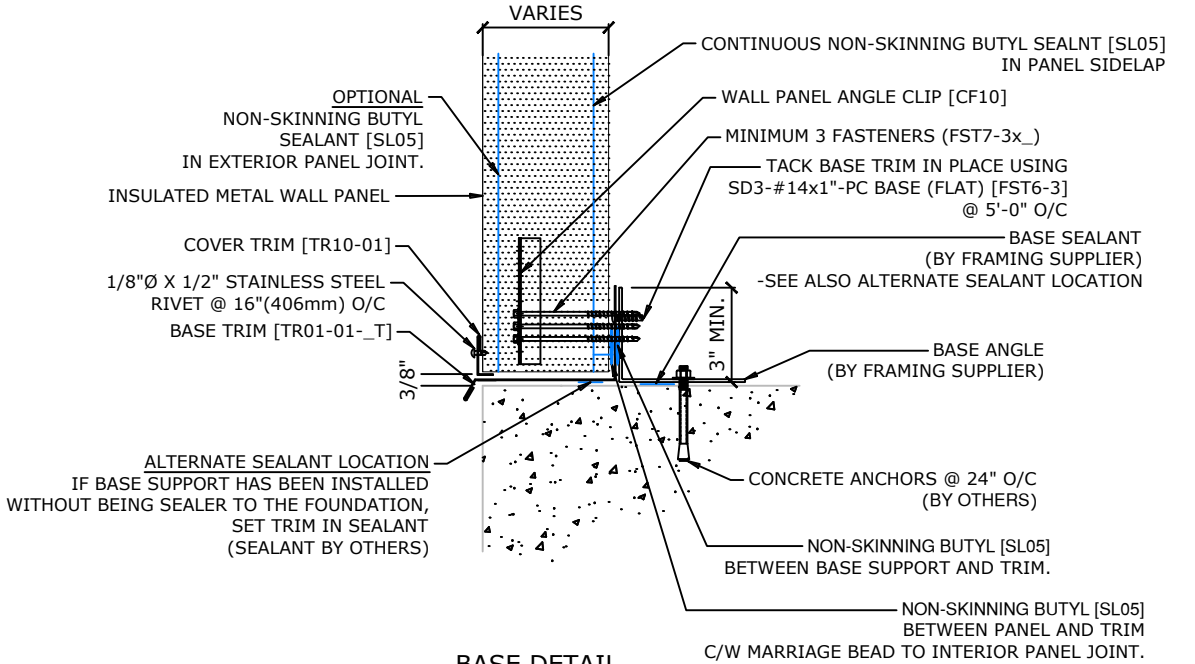 VARIES
CONTINUOUS NON-SKINNING BUTYL SEALNT [SL05]
IN PANEL SIDELAP
OPTIONAL
NON-SKINNING BUTYL
SEALANT [SL05]
IN EXTERIOR PANEL JOINT.
WALL PANEL ANGLE CLIP [CF10]
MINIMUM 3 FASTENERS (FST7-3x_)
TACK BASE TRIM IN PLACE USING
SD3-#14x1"-PC BASE (FLAT) [FST6-3]
@ 5'-0" O/C
INSULATED METAL WALL PANEL
COVER TRIM [TR10-01]
BASE SEALANT
(BY FRAMING SUPPLIER)
-SEE ALSO ALTERNATE SEALANT LOCATION
1/8"Ø X 1/2" STAINLESS STEEL
RIVET @ 16"(406mm) O/C
BASE TRIM [TR01-01-_T]
3" MIN.
BASE ANGLE
(BY FRAMING SUPPLIER)
3/8"
ALTERNATE SEALANT LOCATION
IF BASE SUPPORT HAS BEEN INSTALLED
WITHOUT BEING SEALER TO THE FOUNDATION,
SET TRIM IN SEALANT
(SEALANT BY OTHERS)
CONCRETE ANCHORS @ 24" O/C
(BY OTHERS)
NON-SKINNING BUTYL [SL05]
BETWEEN BASE SUPPORT AND TRIM.
NON-SKINNING BUTYL [SL05]
BETWEEN PANEL AND TRIM
C/W MARRIAGE BEAD TO INTERIOR PANEL JOINT.
BASE DETAIL